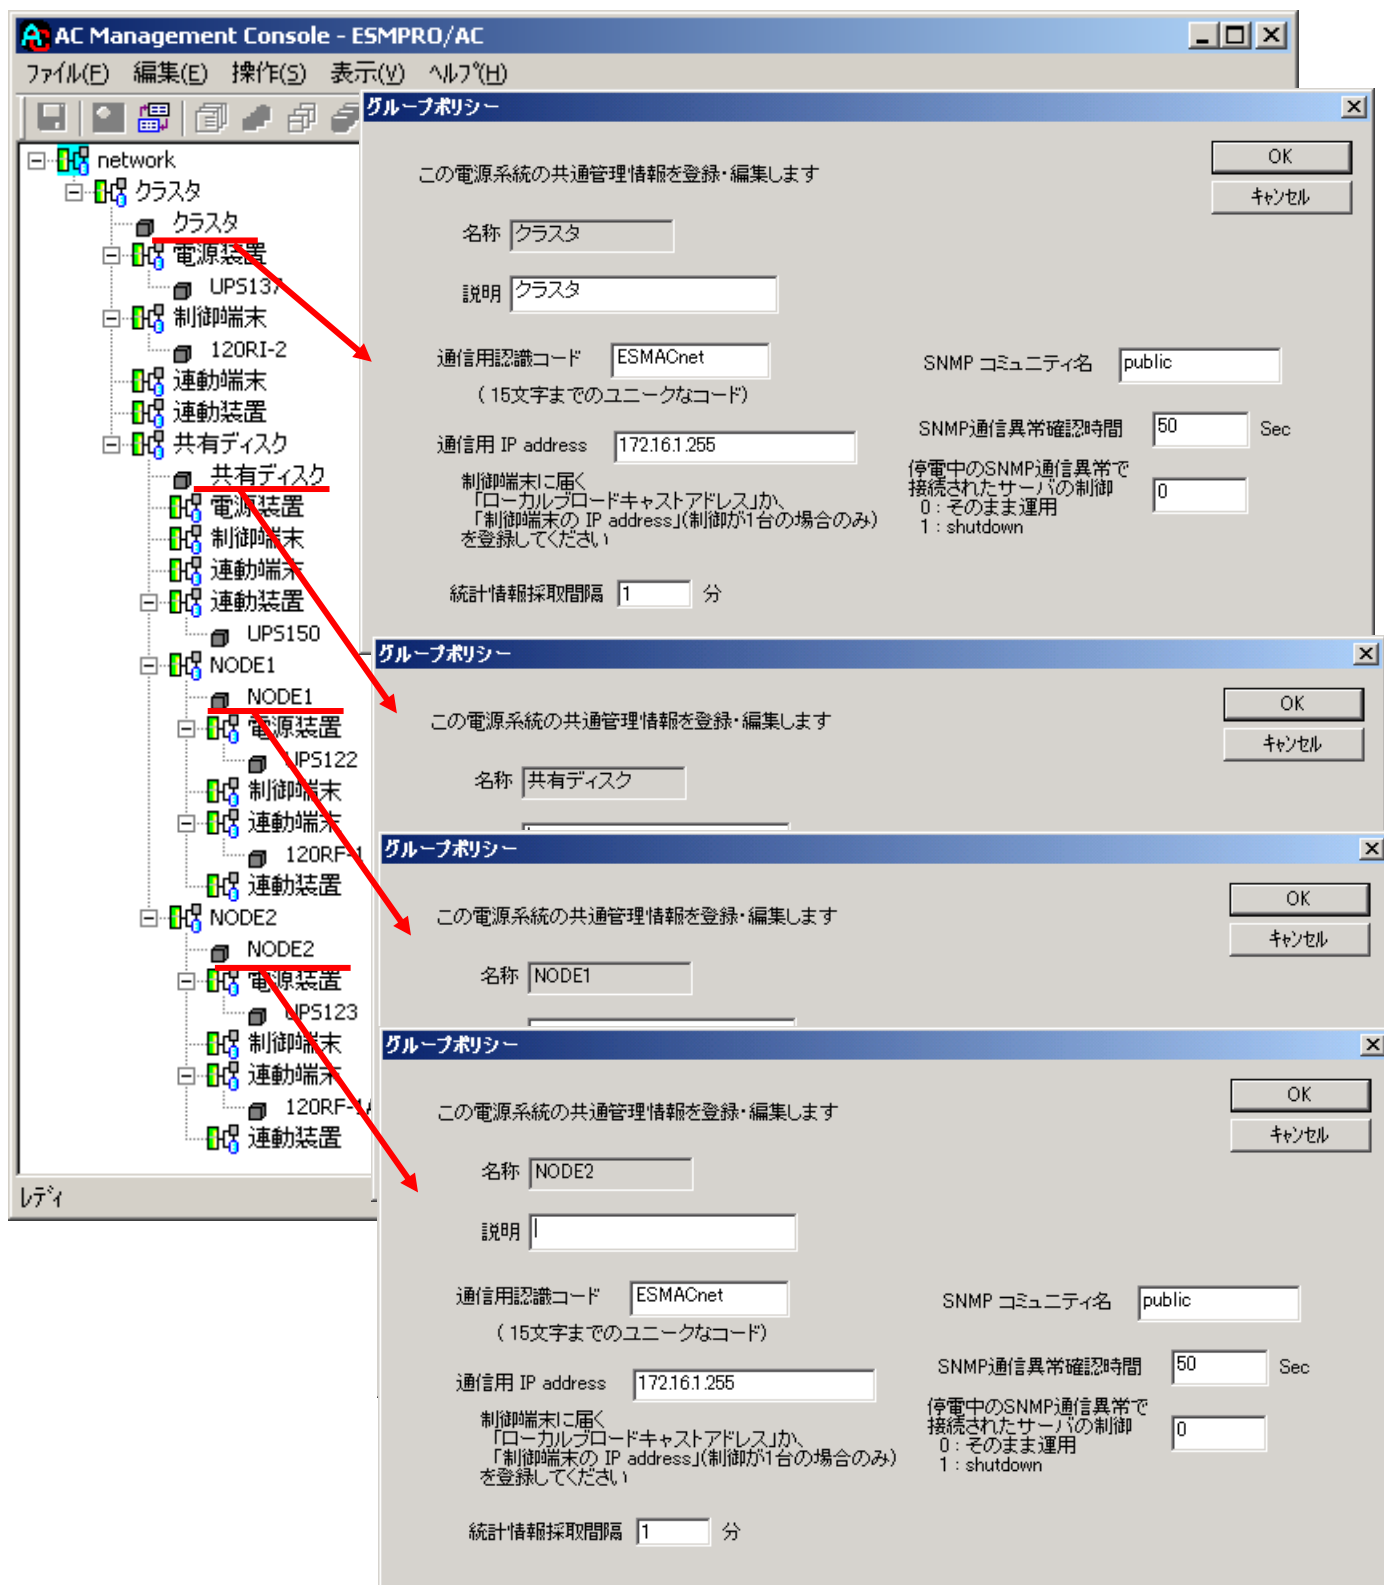 AC Management Console - ESMPRO/AC
ファイル(F) 編集(E) 操作(S) 表示(V) ヘルプ(H)
network
クラスタ
クラスタ
電源装置
UPS137
制御端末
120RI-2
連動端末
連動装置
共有ディスク
共有ディスク
電源装置
制御端末
連動端末
連動装置
UPS150
NODE1
NODE1
電源装置
UPS122
制御端末
連動端末
120RF-1
連動装置
NODE2
NODE2
電源装置
UPS123
制御端末
連動端末
120RF-1A
連動装置
レディ
グループポリシー
この電源系統の共通管理情報を登録・編集します
OK
キャンセル
名称 クラスタ
説明 クラスタ
通信用認識コード ESMACnet
（15文字までのユニークなコード）
通信用 IP address 172.16.1.255
制御端末に届く
「ローカルブロードキャストアドレス」か、
「制御端末の IP address」(制御が1台の場合のみ)
を登録してください
統計情報採取間隔 1 分
SNMP コミュニティ名 public
SNMP通信異常確認時間 50 Sec
停電中のSNMP通信異常で
接続されたサーバの制御 0
0：そのまま運用
1：shutdown
グループポリシー
この電源系統の共通管理情報を登録・編集します
OK
キャンセル
名称 共有ディスク
グループポリシー
この電源系統の共通管理情報を登録・編集します
OK
キャンセル
名称 NODE1
グループポリシー
この電源系統の共通管理情報を登録・編集します
OK
キャンセル
名称 NODE2
説明
通信用認識コード ESMACnet
（15文字までのユニークなコード）
通信用 IP address 172.16.1.255
制御端末に届く
「ローカルブロードキャストアドレス」か、
「制御端末の IP address」(制御が1台の場合のみ)
を登録してください
統計情報採取間隔 1 分
SNMP コミュニティ名 public
SNMP通信異常確認時間 50 Sec
停電中のSNMP通信異常で
接続されたサーバの制御 0
0：そのまま運用
1：shutdown